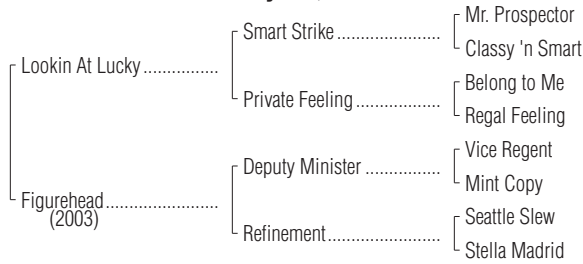 Mr. Prospector
Smart Strike ......................
Classy 'n Smart
Lookin At Lucky ................
Belong to Me
Private Feeling ..................
Regal Feeling
Vice Regent
Deputy Minister ................
Mint Copy
Figurehead ........................
(2003)
Seattle Slew
Refinement ........................
Stella Madrid